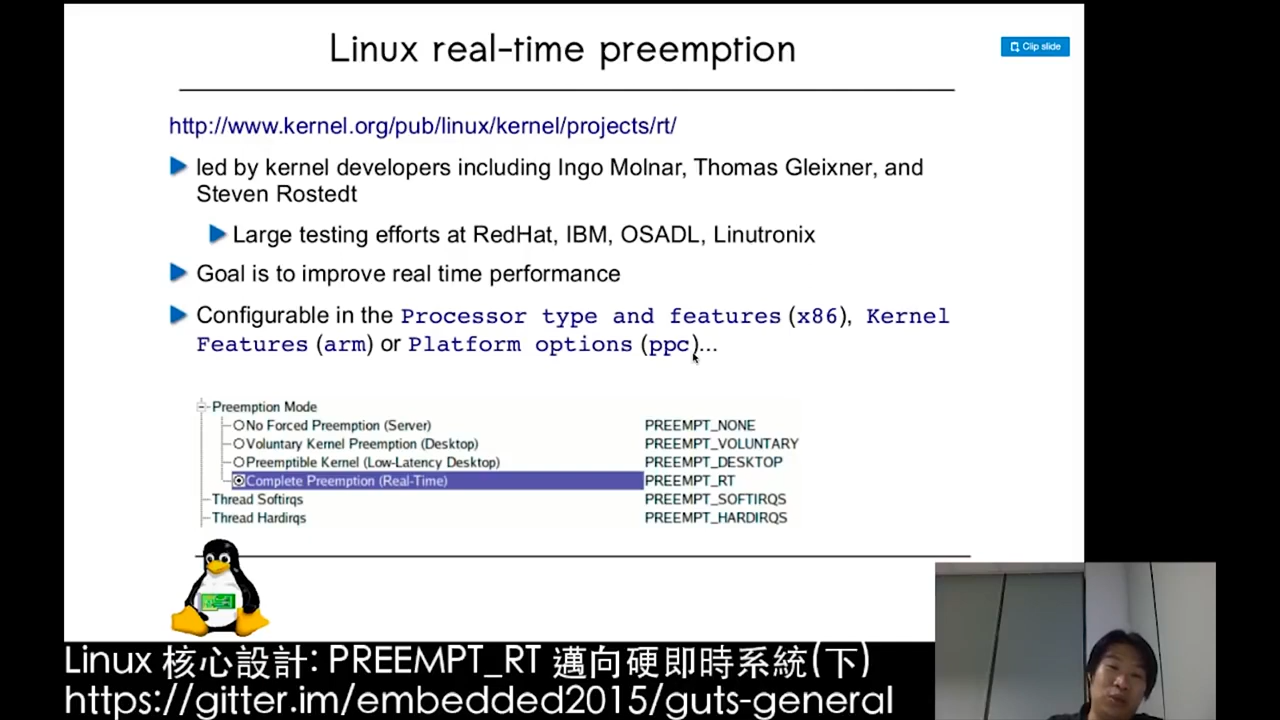 Linux real-time preemption
Clip slide
http://www.kernel.org/pub/linux/kernel/projects/rt/
led by kernel developers including Ingo Molnar, Thomas Gleixner, and
Steven Rostedt
Large testing efforts at RedHat, IBM, OSADL, Linutronix
Goal is to improve real time performance
Configurable in the Processor type and features (x86), Kernel
Features (arm) or Platform options (ppc)...
Preemption Mode
No Forced Preemption (Server) PREEMPT_NONE
Voluntary Kernel Preemption (Desktop) PREEMPT_VOLUNTARY
Preemptible Kernel (Low-Latency Desktop) PREEMPT_DESKTOP
Complete Preemption (Real-Time) PREEMPT_RT
Thread Softirqs PREEMPT_SOFTIRQS
Thread Hardirqs PREEMPT_HARDIRQS
Linux 核心設計: PREEMPT_RT 邁向硬即時系統(下)
https://gitter.im/embedded2015/guts-general